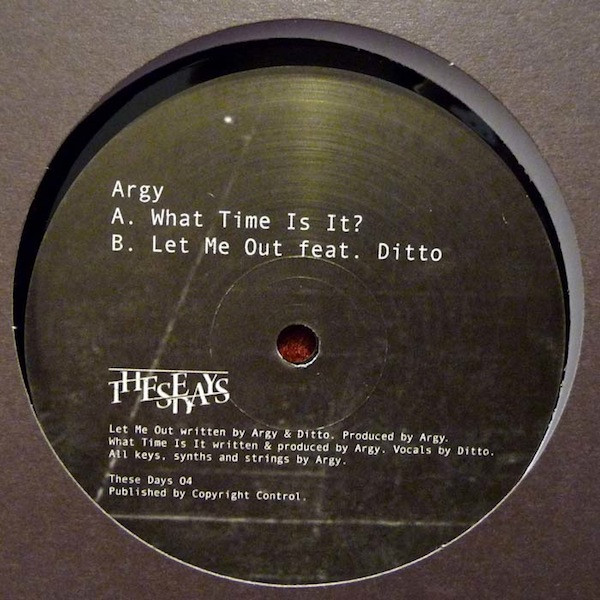 Argy
A. What Time Is It?
B. Let Me Out feat. Ditto
THESE DAYS
Let Me Out written by Argy & Ditto. Produced by Argy.
What Time Is It written & produced by Argy. Vocals by Ditto.
All keys, synths and strings by Argy.
These Days 04
Published by Copyright Control.